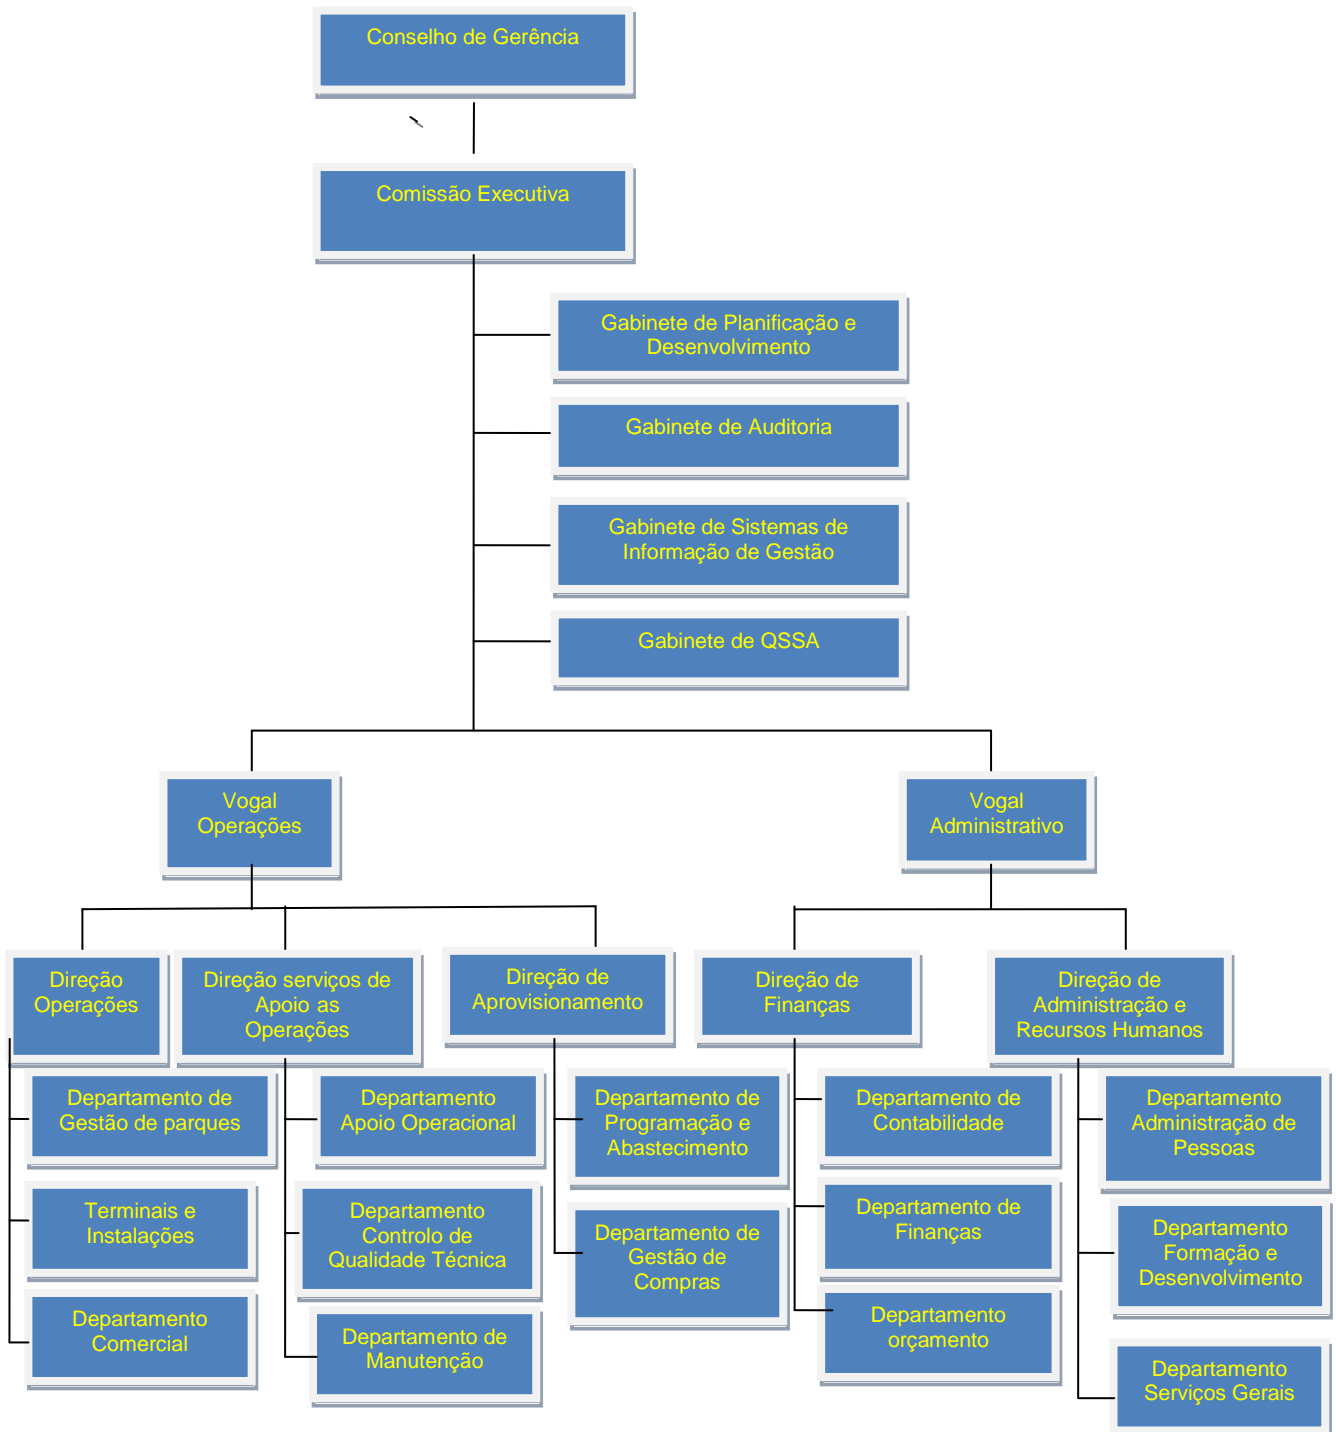 Conselho de Gerência
Comissão Executiva
Gabinete de Planificação e
Desenvolvimento
Gabinete de Auditoria
Gabinete de Sistemas de
Informação de Gestão
Gabinete de QSSA
Vogal
Operações
Vogal
Administrativo
Direção
Operações
Direção serviços de
Apoio as
Operações
Direção de
Aprovisionamento
Direção de
Finanças
Direção de
Administração e
Recursos Humanos
Departamento de
Gestão de parques
Terminais e
Instalações
Departamento
Comercial
Departamento
Apoio Operacional
Departamento
Controlo de
Qualidade Técnica
Departamento de
Manutenção
Departamento de
Programação e
Abastecimento
Departamento de
Gestão de
Compras
Departamento de
Contabilidade
Departamento de
Finanças
Departamento
orçamento
Departamento
Administração de
Pessoas
Departamento
Formação e
Desenvolvimento
Departamento
Serviços Gerais